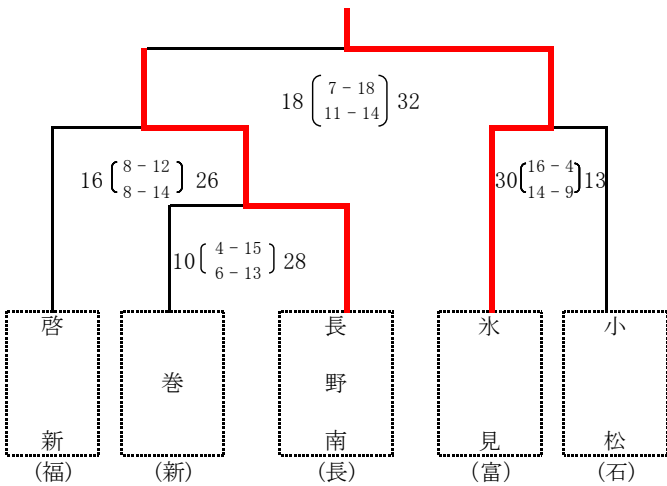 18 7-18 32
11-14
16 8-12 26
8-14
30 16-4 13
14-9
10 4-15 28
6-13
啓新
(福)
巻
(新)
長野南
(長)
氷見
(富)
小松
(石)